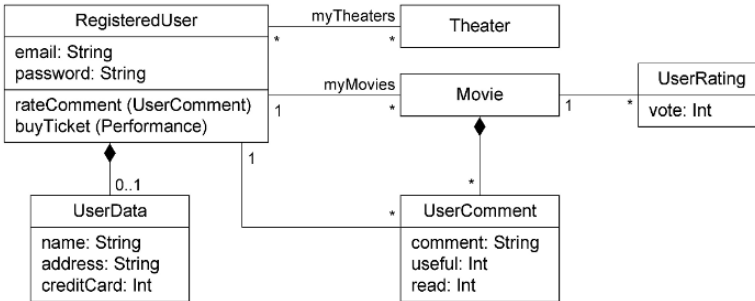 RegisteredUser
email: String
password: String
rateComment (UserComment)
buyTicket (Performance)
myTheaters
*
*
Theater
myMovies
1
*
Movie
1
*
UserRating
vote: Int
0..1
1
*
*
UserData
name: String
address: String
creditCard: Int
UserComment
comment: String
useful: Int
read: Int